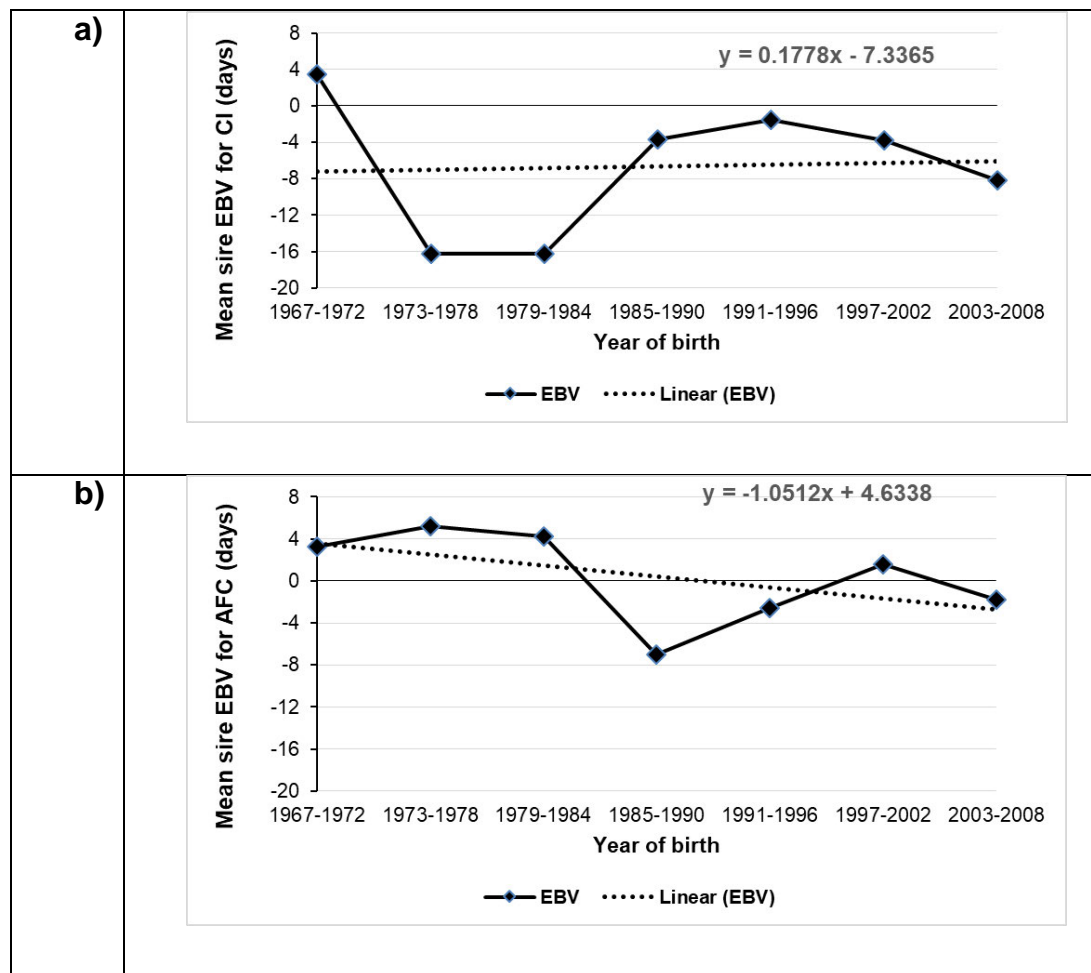 a)
Mean sire EBV for CI (days)
y = 0.1778x - 7.3365
8
4
0
-4
-8
-12
-16
-20
1967-1972 1973-1978 1979-1984 1985-1990 1991-1996 1997-2002 2003-2008
Year of birth
EBV Linear (EBV)
b)
Mean sire EBV for AFC (days)
y = -1.0512x + 4.6338
8
4
0
-4
-8
-12
-16
-20
1967-1972 1973-1978 1979-1984 1985-1990 1991-1996 1997-2002 2003-2008
Year of birth
EBV Linear (EBV)